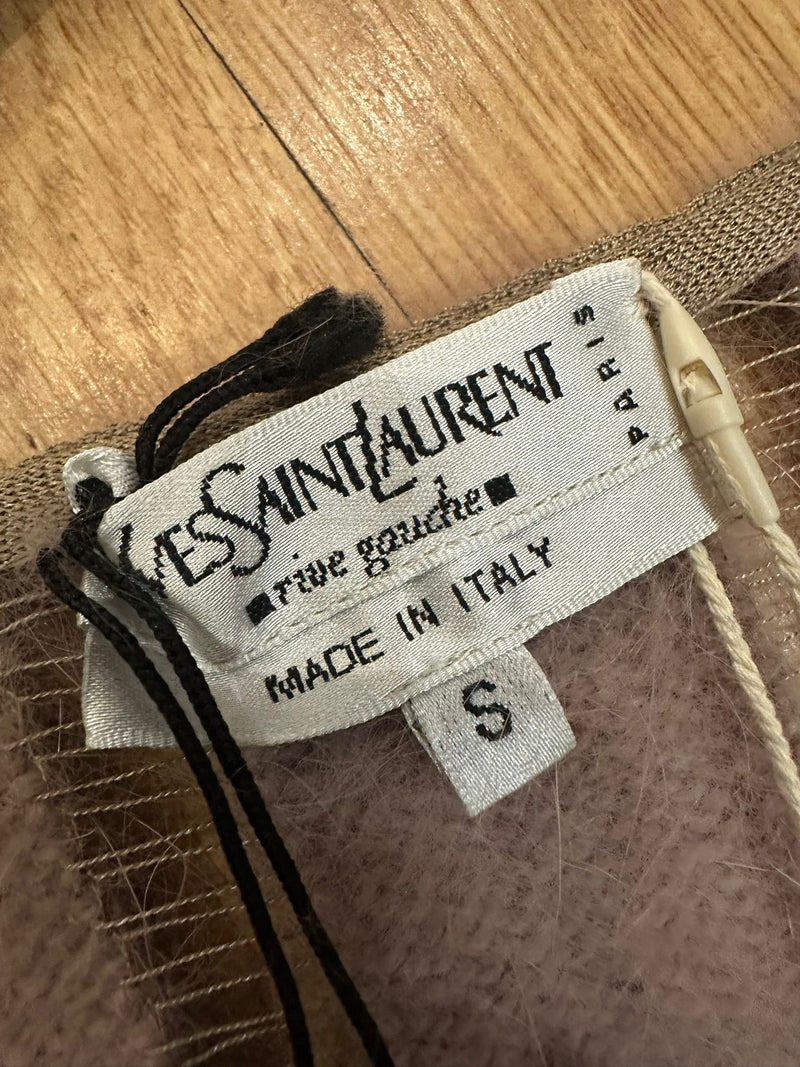 YVES SAINT LAURENT
rive gauche
PARIS
MADE IN ITALY
S